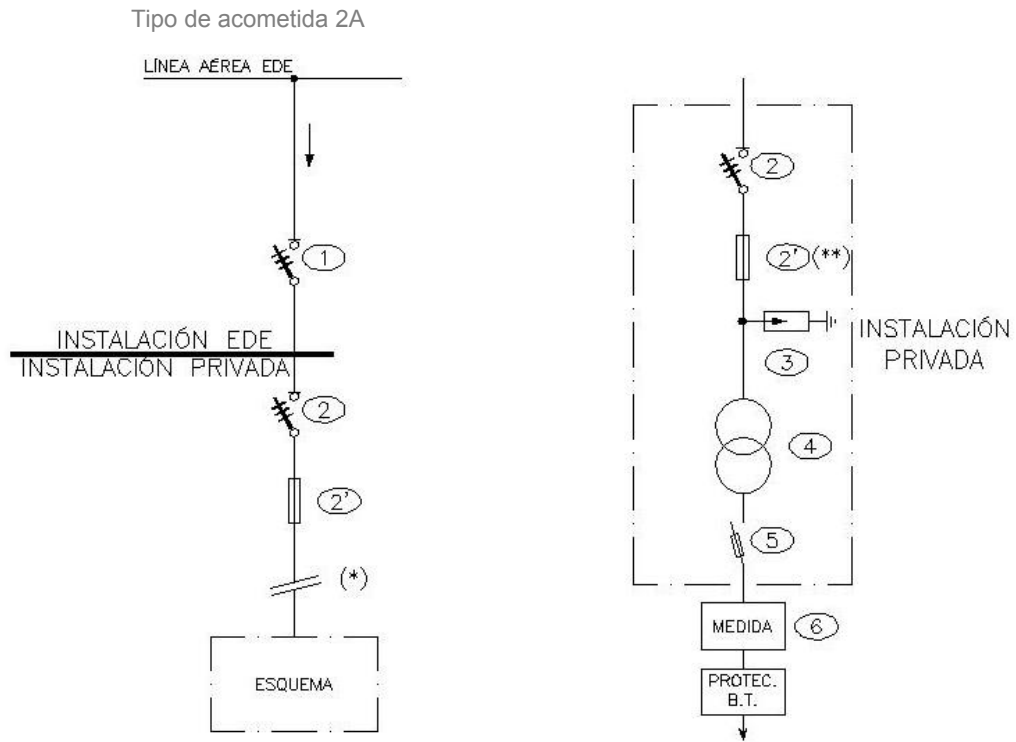 Tipo de acometida 2A
LÍNEA AÉREA EDE
1
INSTALACIÓN EDE
INSTALACIÓN PRIVADA
2
2'
(*)
ESQUEMA
2
2' (**)
3
INSTALACIÓN
PRIVADA
4
5
MEDIDA
6
PROTEC.
B.T.